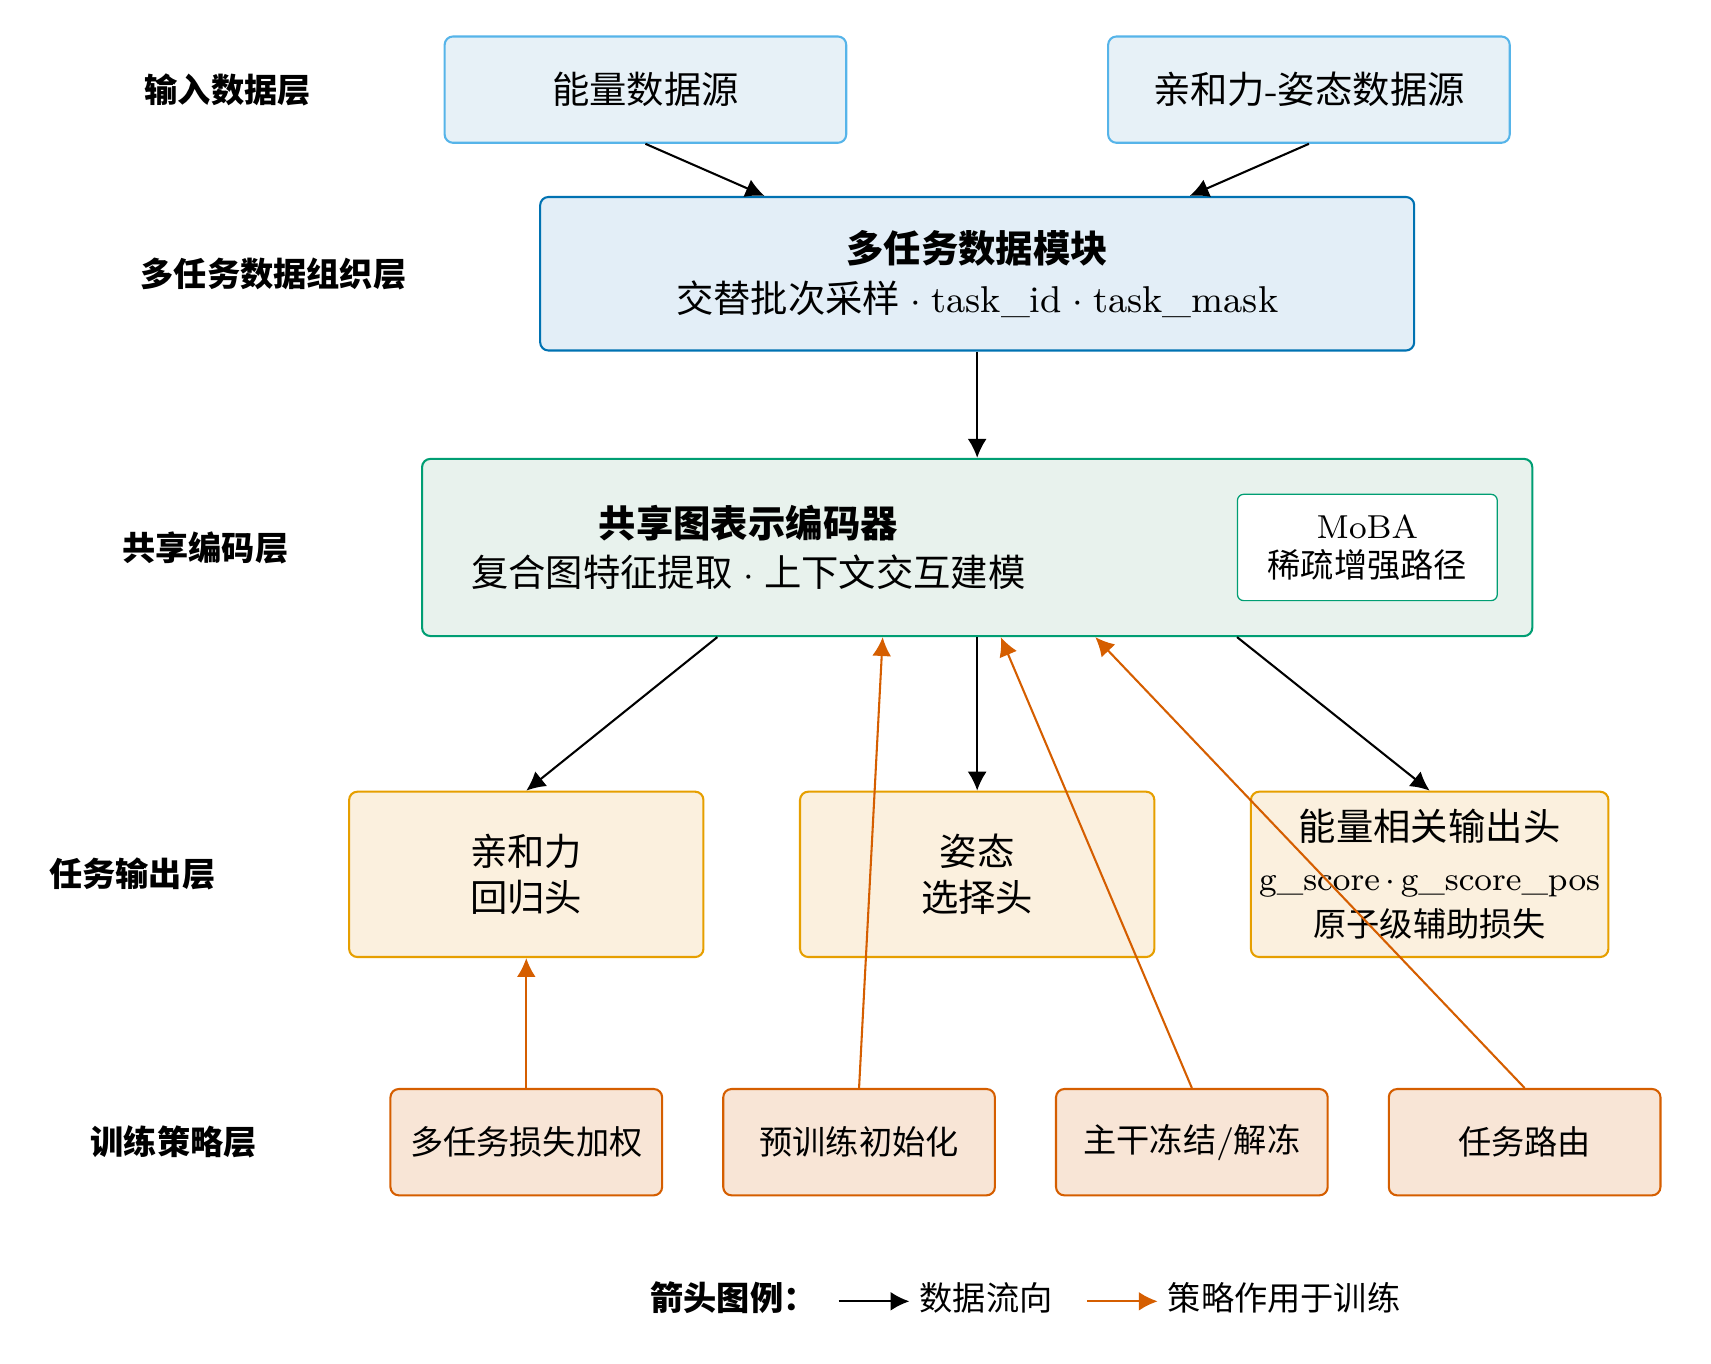 输入数据层
能量数据源
亲和力-姿态数据源
多任务数据组织层
多任务数据模块
交替批次采样 · task_id · task_mask
共享编码层
共享图表示编码器
复合图特征提取 · 上下文交互建模
MoBA
稀疏增强路径
任务输出层
亲和力
回归头
姿态
选择头
能量相关输出头
g_score · g_score_pos
原子级辅助损失
训练策略层
多任务损失加权
预训练初始化
主干冻结/解冻
任务路由
箭头图例：
数据流向
策略作用于训练